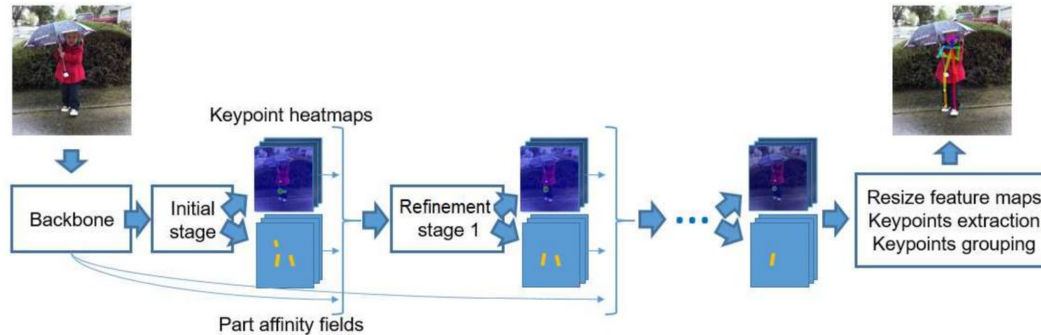 Keypoint heatmaps
Backbone
Initial
stage
Refinement
stage 1
Resize feature maps
Keypoints extraction
Keypoints grouping
Part affinity fields